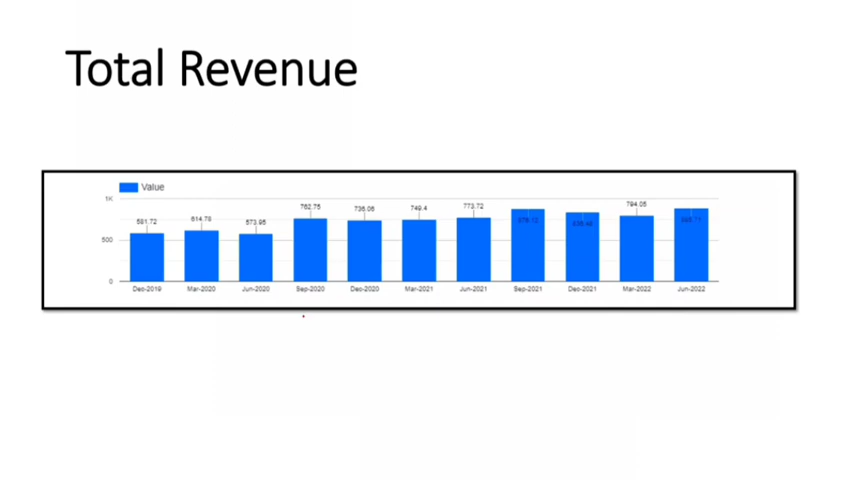 Total Revenue
Value
1K
581.72 614.78 573.95 762.75 736.06 749.4 773.72 794.05
500
0
Dec-2019 Mar-2020 Jun-2020 Sep-2020 Dec-2020 Mar-2021 Jun-2021 Sep-2021 Dec-2021 Mar-2022 Jun-2022